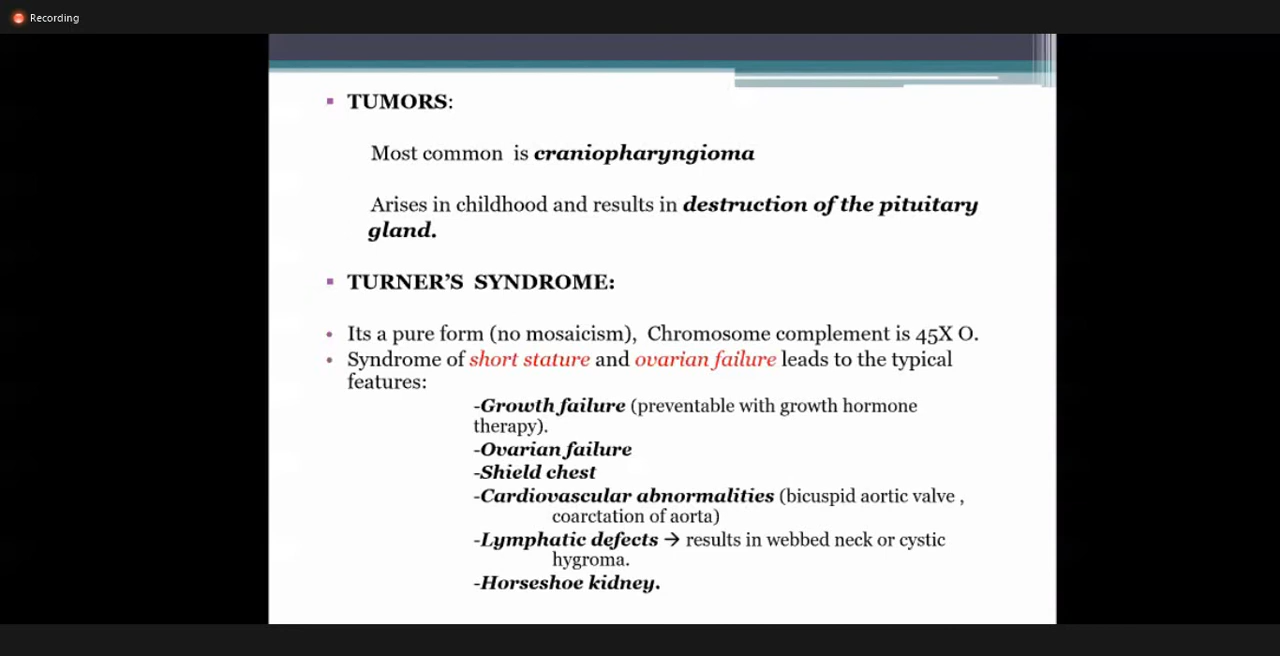 Recording
TUMORS:
Most common is craniopharyngioma
Arises in childhood and results in destruction of the pituitary
gland.
TURNER'S SYNDROME:
Its a pure form (no mosaicism), Chromosome complement is 45X O.
Syndrome of short stature and ovarian failure leads to the typical
features:
-Growth failure (preventable with growth hormone
therapy).
-Ovarian failure
-Shield chest
-Cardiovascular abnormalities (bicuspid aortic valve ,
coarctation of aorta)
-Lymphatic defects → results in webbed neck or cystic
hygroma.
-Horseshoe kidney.